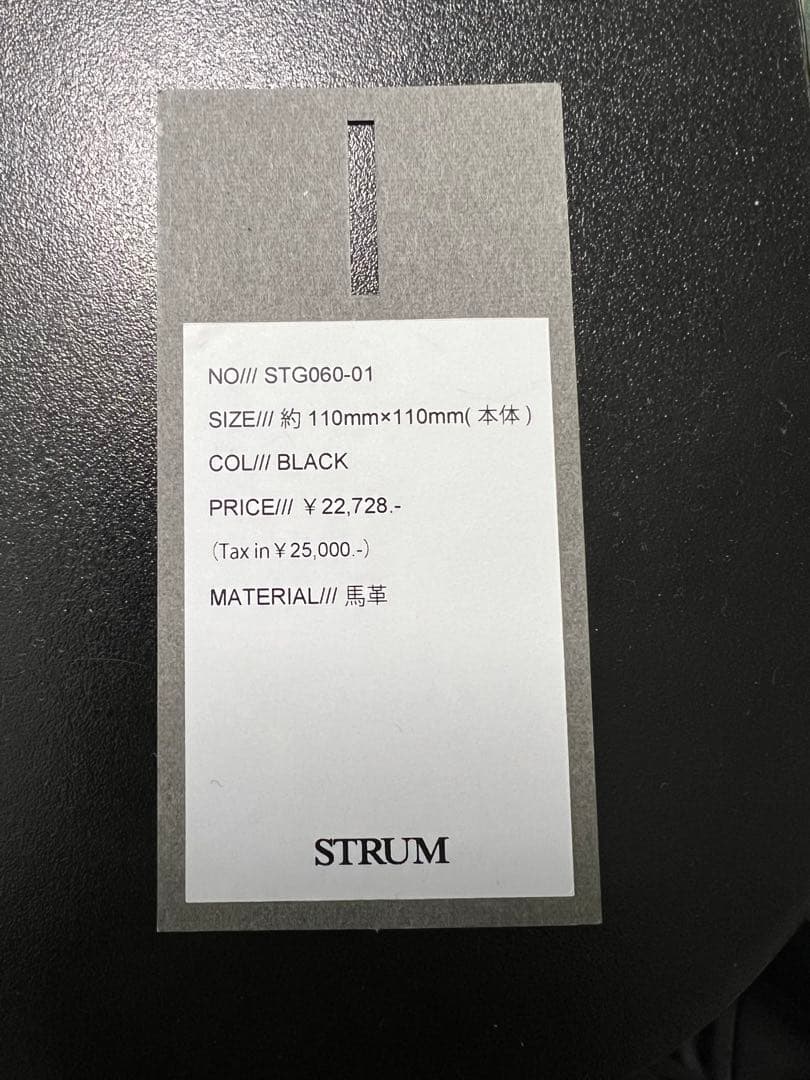 NO/// STG060-01
SIZE/// 約 110mm×110mm( 本体 )
COL/// BLACK
PRICE/// ￥22,728.-
（Tax in￥25,000.-）
MATERIAL/// 馬革
STRUM